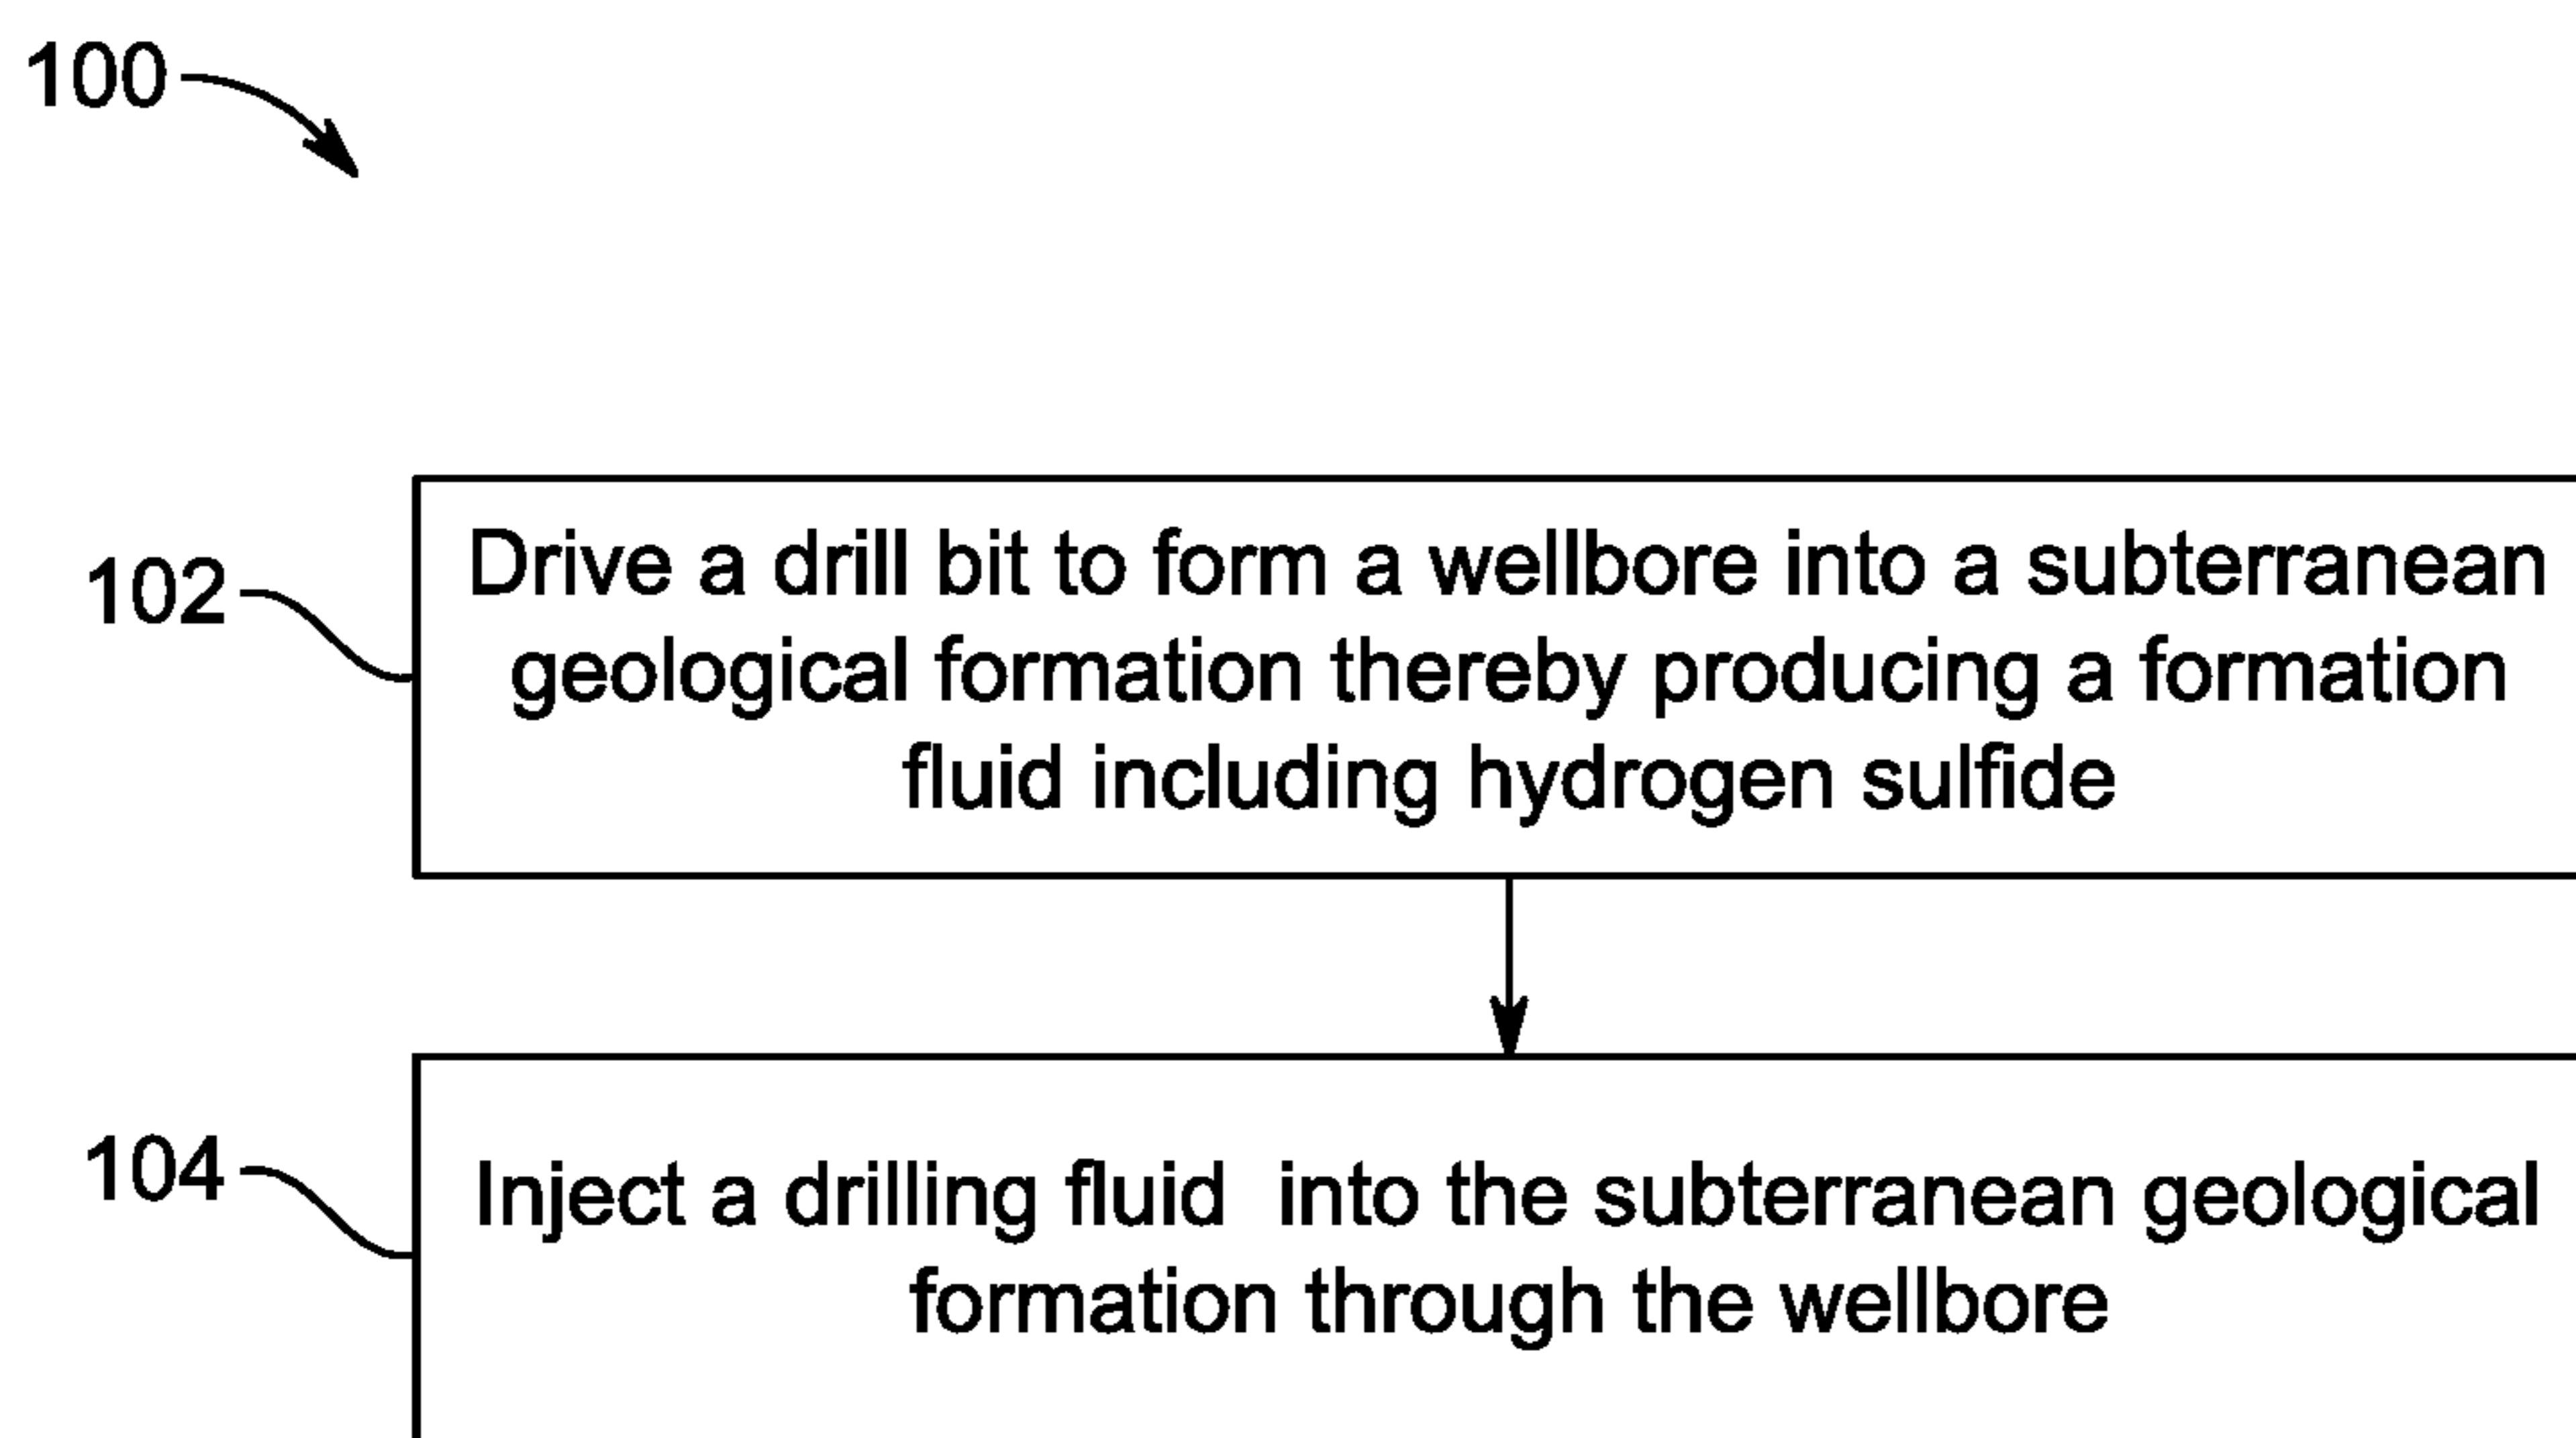 100
102
Drive a drill bit to form a wellbore into a subterranean
geological formation thereby producing a formation
fluid including hydrogen sulfide
104
Inject a drilling fluid  into the subterranean geological
formation through the wellbore